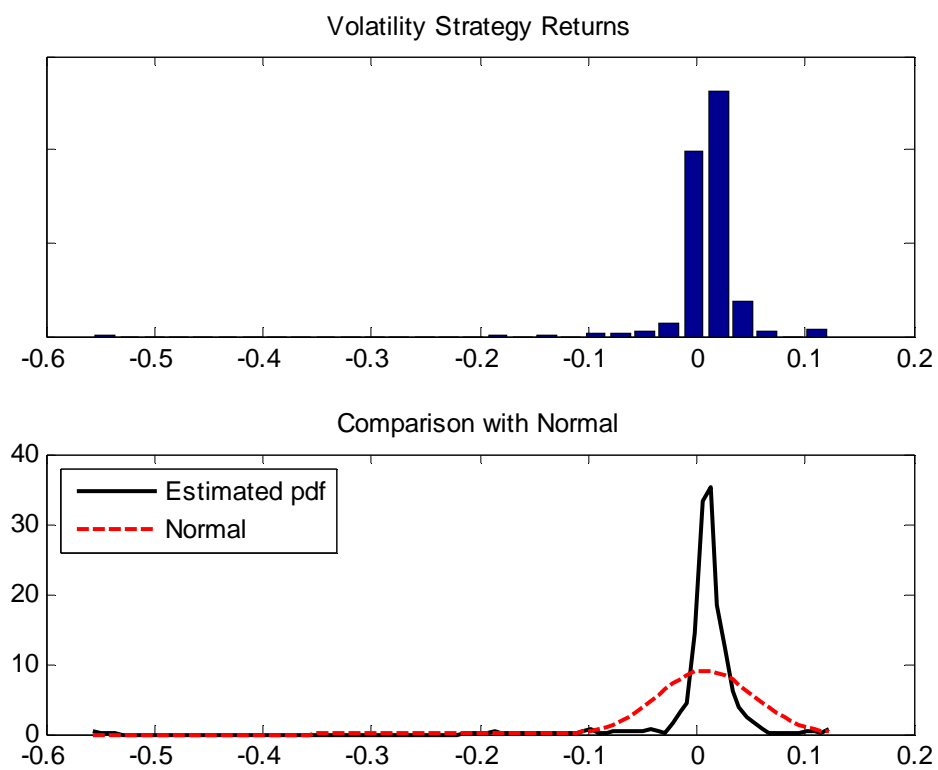 Volatility Strategy Returns
-0.6 -0.5 -0.4 -0.3 -0.2 -0.1 0 0.1 0.2
Comparison with Normal
40
30
20
10
0
Estimated pdf
Normal
-0.6 -0.5 -0.4 -0.3 -0.2 -0.1 0 0.1 0.2